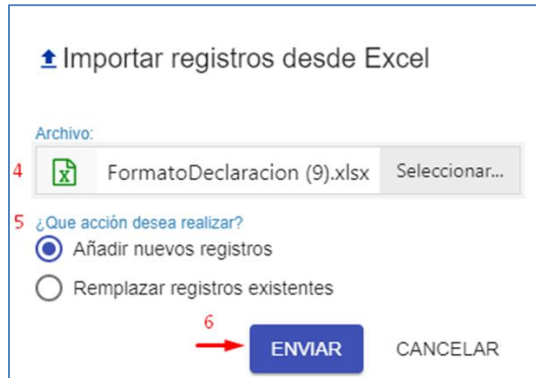 Importar registros desde Excel
Archivo:
4 FormatoDeclaracion (9).xlsx Seleccionar...
5 ¿Que acción desea realizar?
Añadir nuevos registros
Remplazar registros existentes
6
ENVIAR CANCELAR